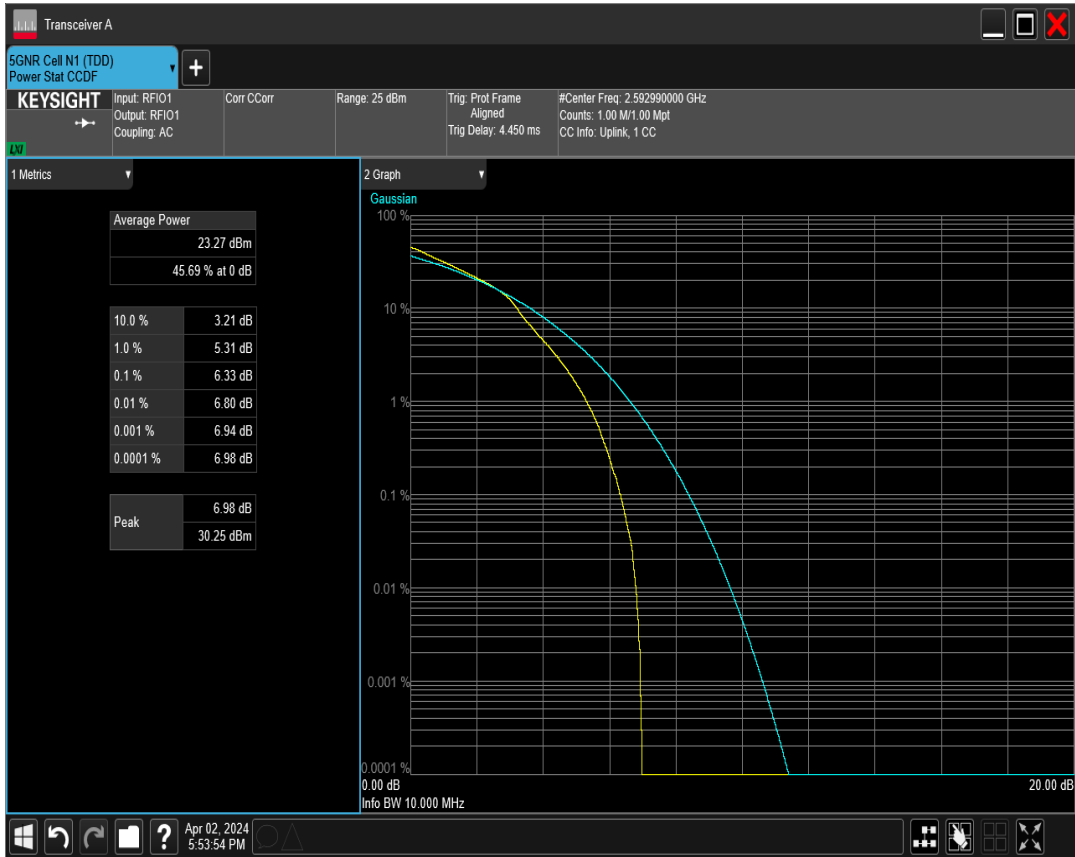 Transceiver A
5GNR Cell N1 (TDD)
Power Stat CCDF
+
KEYSIGHT
LXI
Input: RFIO1
Output: RFIO1
Coupling: AC
Corr CCorr
Range: 25 dBm
Trig: Prot Frame
Aligned
Trig Delay: 4.450 ms
#Center Freq: 2.592990000 GHz
Counts: 1.00 M/1.00 Mpt
CC Info: Uplink, 1 CC
1 Metrics
Average Power
23.27 dBm
45.69 % at 0 dB
10.0 % 3.21 dB
1.0 % 5.31 dB
0.1 % 6.33 dB
0.01 % 6.80 dB
0.001 % 6.94 dB
0.0001 % 6.98 dB
Peak
6.98 dB
30.25 dBm
2 Graph
Gaussian
100 %
10 %
1 %
0.1 %
0.01 %
0.001 %
0.0001 %
0.00 dB 20.00 dB
Info BW 10.000 MHz
?
Apr 02, 2024
5:53:54 PM